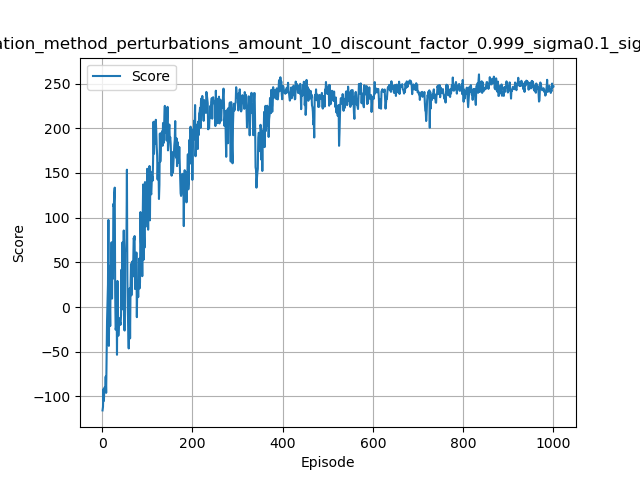 ation_method_perturbations_amount_10_discount_factor_0.999_sigma0.1_sig
Score
250
200
150
100
50
0
−50
−100
Score
0 200 400 600 800 1000
Episode